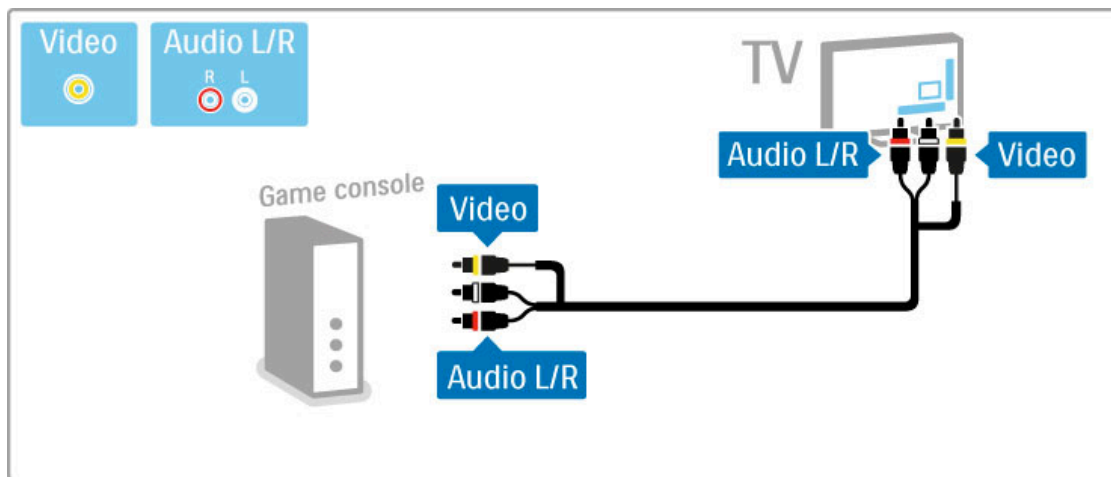 Video
Audio L/R
R L
TV
Audio L/R
Video
Game console
Video
Audio L/R